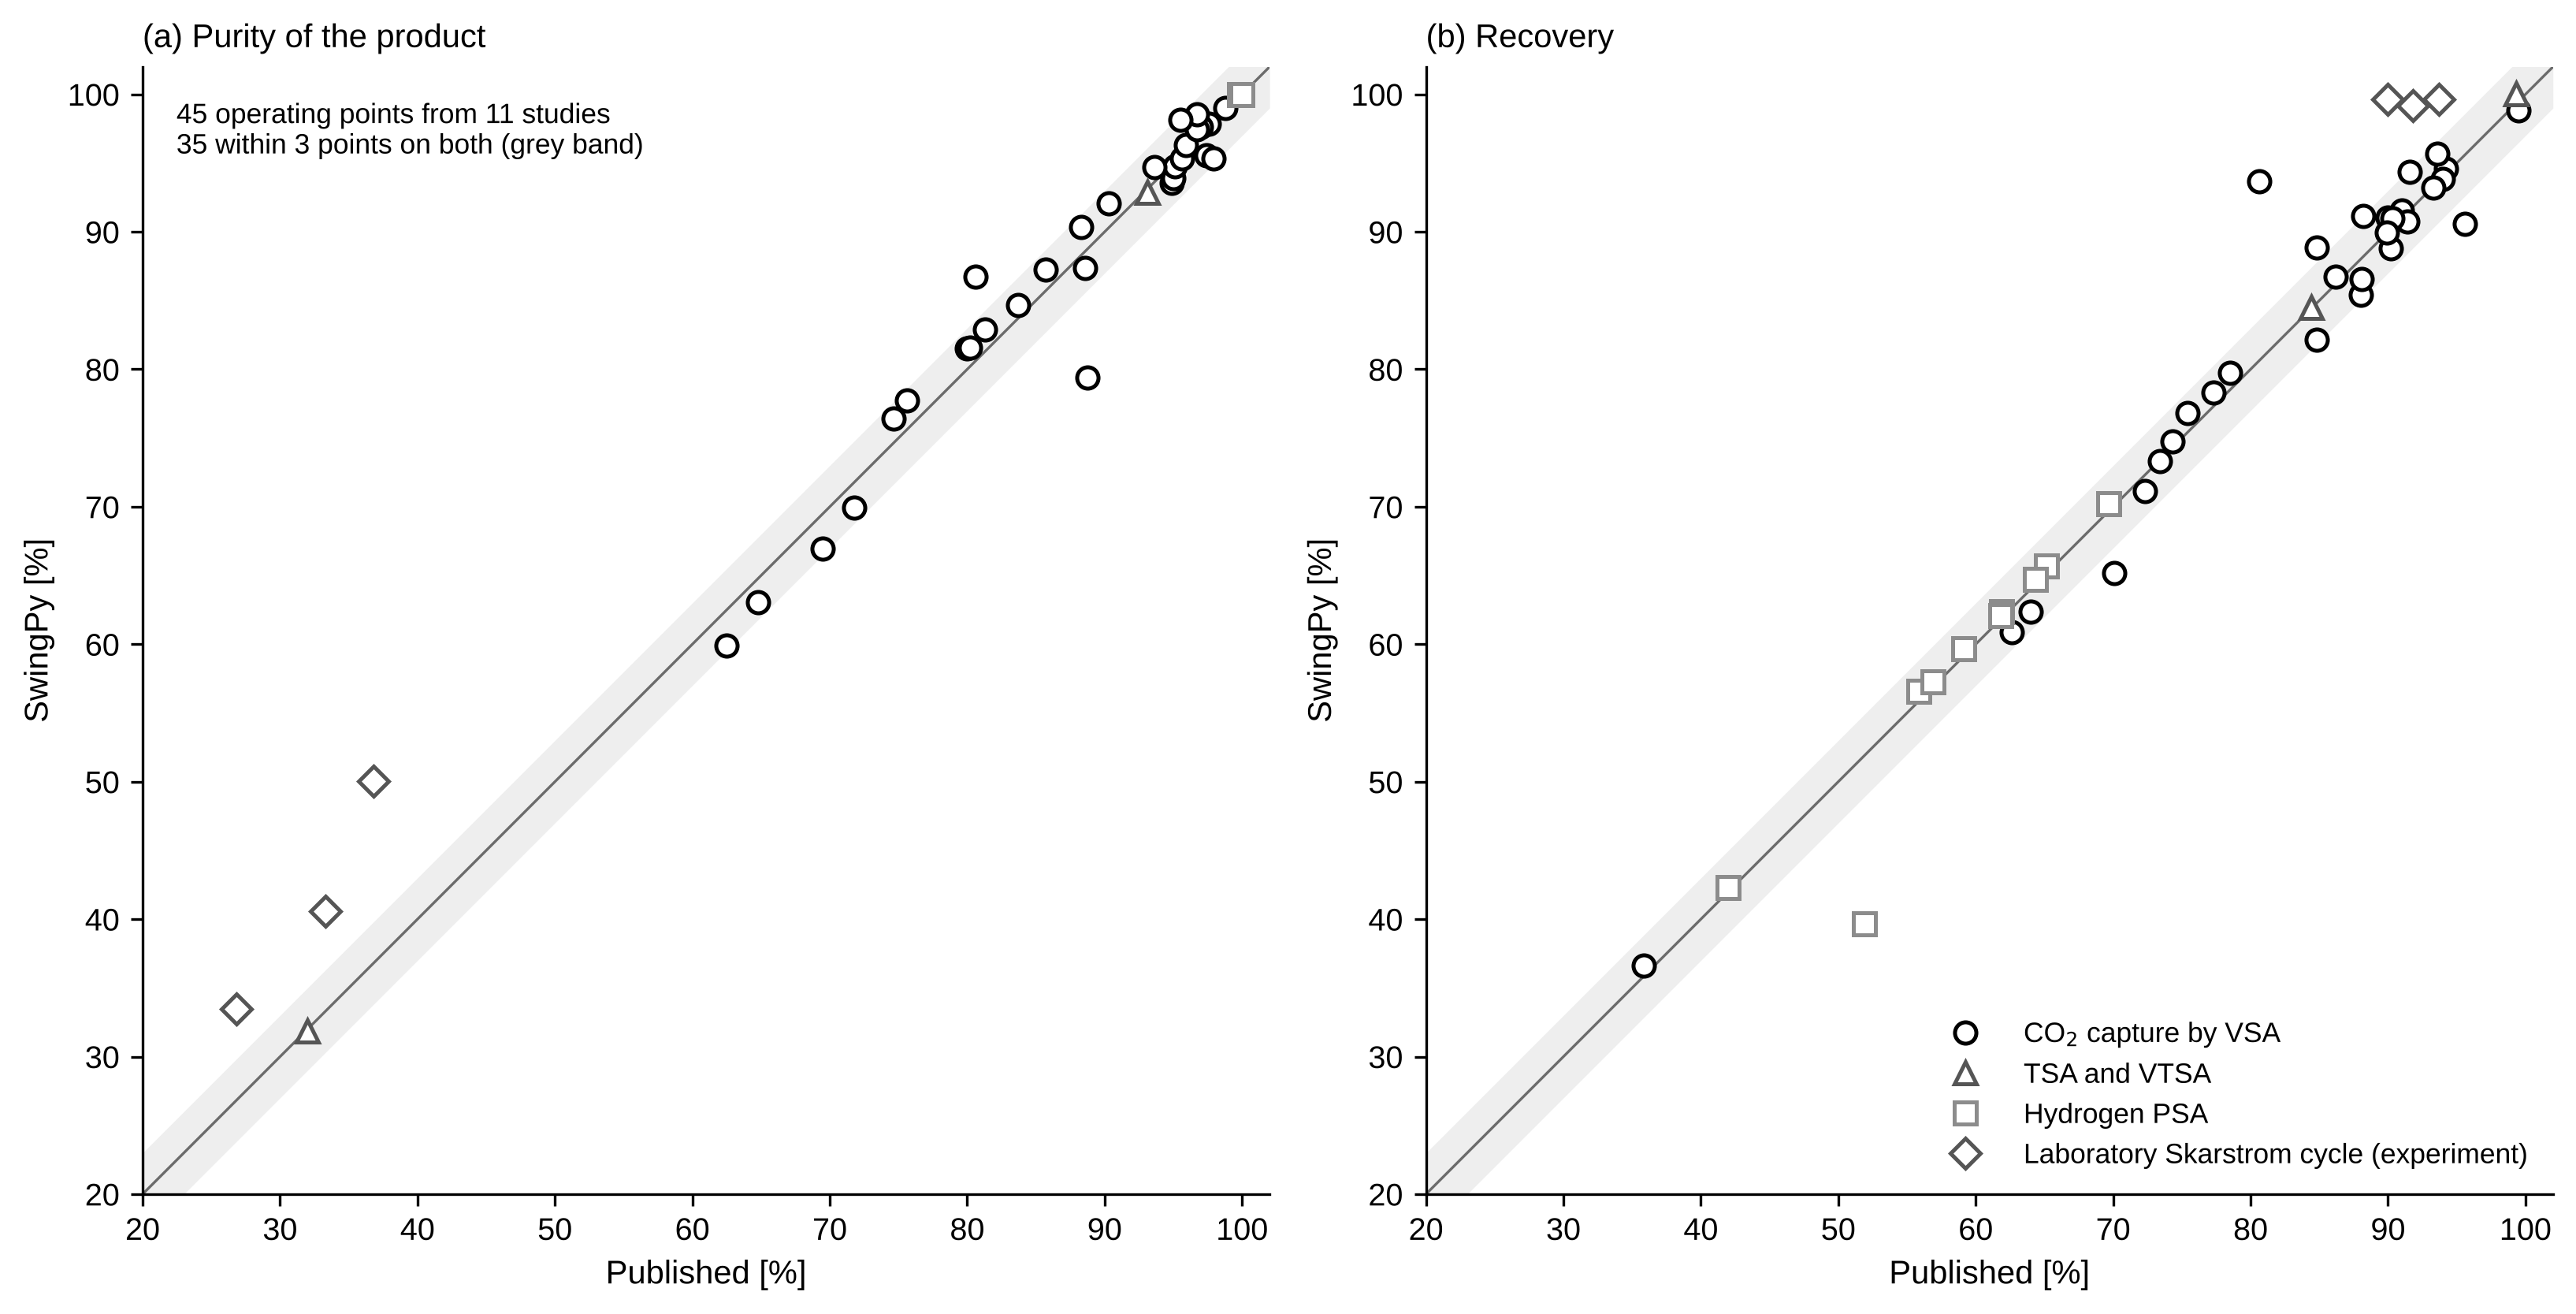 (a) Purity of the product
45 operating points from 11 studies
35 within 3 points on both (grey band)
SwingPy [%]
100
90
80
70
60
50
40
30
20
20 30 40 50 60 70 80 90 100
Published [%]
(b) Recovery
SwingPy [%]
100
90
80
70
60
50
40
30
20
CO₂ capture by VSA
TSA and VTSA
Hydrogen PSA
Laboratory Skarstrom cycle (experiment)
20 30 40 50 60 70 80 90 100
Published [%]